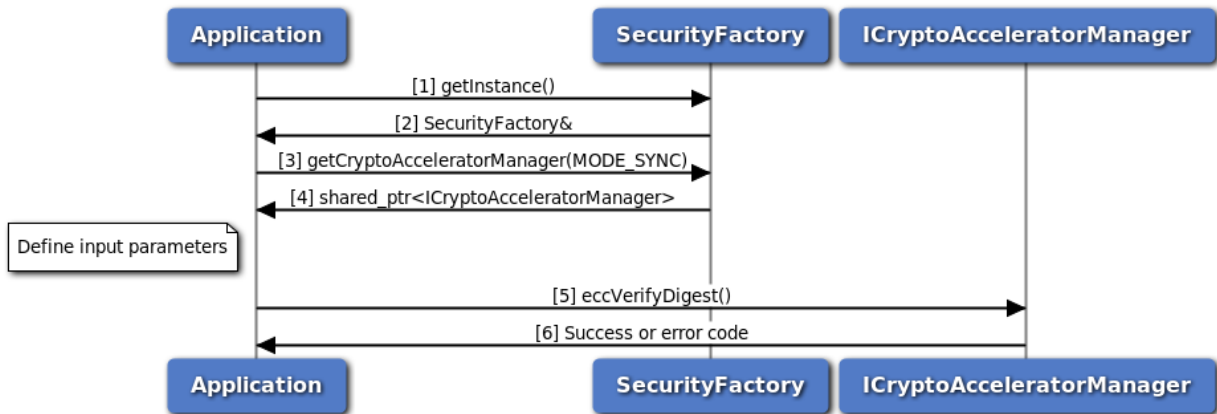 Application
SecurityFactory
ICryptoAcceleratorManager
[1] getInstance()
[2] SecurityFactory&
[3] getCryptoAcceleratorManager(MODE_SYNC)
[4] shared_ptr<ICryptoAcceleratorManager>
Define input parameters
[5] eccVerifyDigest()
[6] Success or error code
Application
SecurityFactory
ICryptoAcceleratorManager